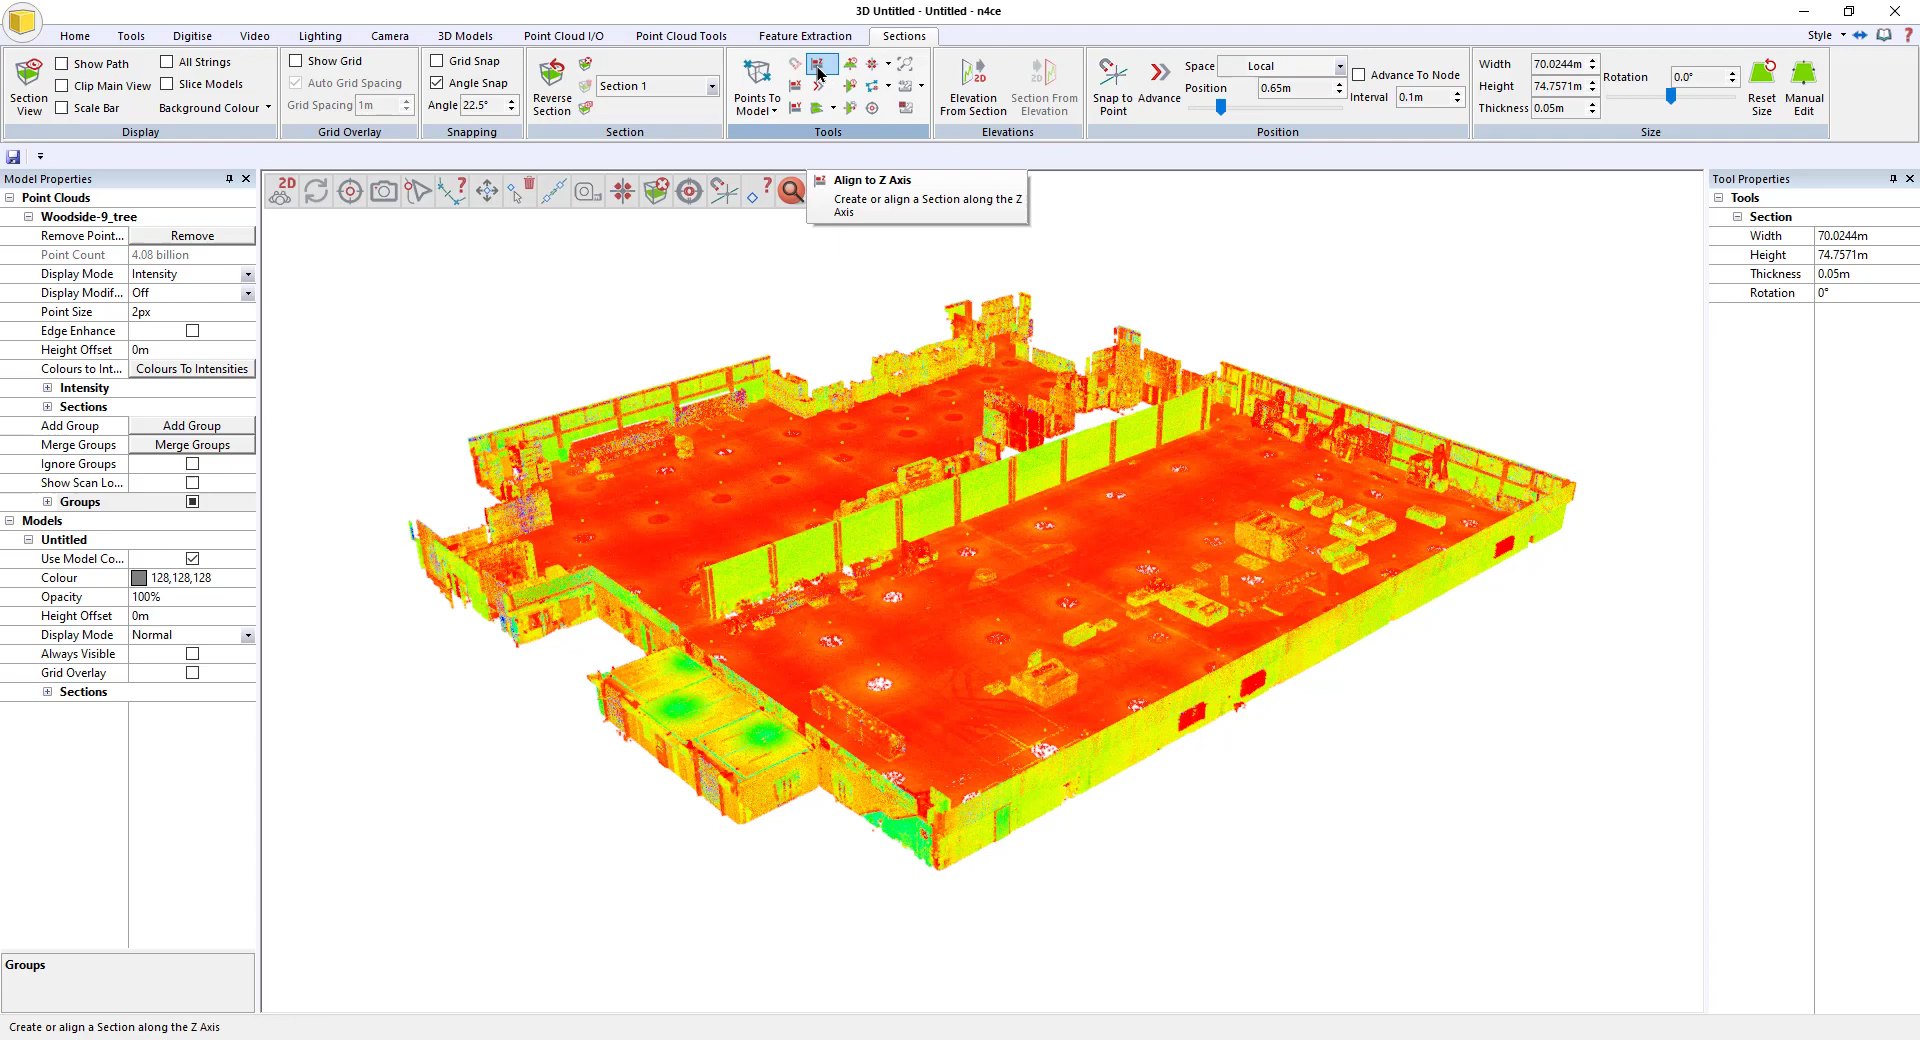 3D Untitled - Untitled - n4ce
Home Tools Digitise Video Lighting Camera 3D Models Point Cloud I/O Point Cloud Tools Feature Extraction Sections Style
Section View
Show Path
Clip Main View
Scale Bar
All Strings
Slice Models
Background Colour
Display
Show Grid
Auto Grid Spacing
Grid Spacing 1m
Grid Overlay
Grid Snap
Angle Snap
Angle 22.5°
Snapping
Reverse Section
Section 1
Section
Points To Model
Tools
Elevation From Section
Section From Elevation
Elevations
Snap to Point
Advance
Space Local
Position 0.65m
Advance To Node
Interval 0.1m
Position
Width 70.0244m
Height 74.7571m
Thickness 0.05m
Rotation 0.0°
Reset Size
Manual Edit
Size
Model Properties
Point Clouds
Woodside-9_tree
Remove Point... Remove
Point Count 4.08 billion
Display Mode Intensity
Display Modif... Off
Point Size 2px
Edge Enhance
Height Offset 0m
Colours to Int... Colours To Intensities
Intensity
Sections
Add Group Add Group
Merge Groups Merge Groups
Ignore Groups
Show Scan Lo...
Groups
Models
Untitled
Use Model Co...
Colour 128,128,128
Opacity 100%
Height Offset 0m
Display Mode Normal
Always Visible
Grid Overlay
Sections
Groups
2D
Align to Z Axis
Create or align a Section along the Z
Axis
Tool Properties
Tools
Section
Width 70.0244m
Height 74.7571m
Thickness 0.05m
Rotation 0°
Create or align a Section along the Z Axis